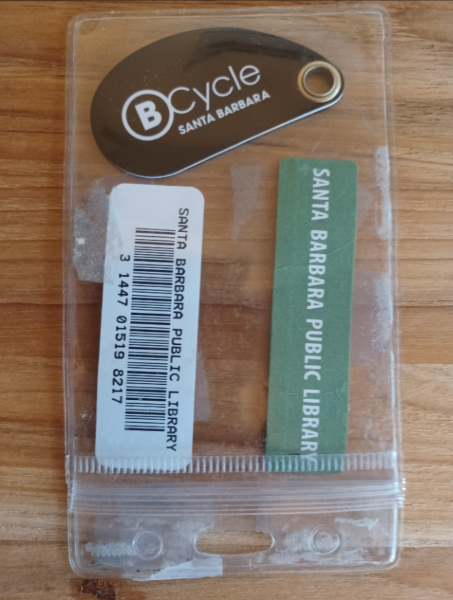 B Cycle
SANTA BARBARA
SANTA BARBARA PUBLIC LIBRARY
3 1447 01519 8217
SANTA BARBARA PUBLIC LIBRARY